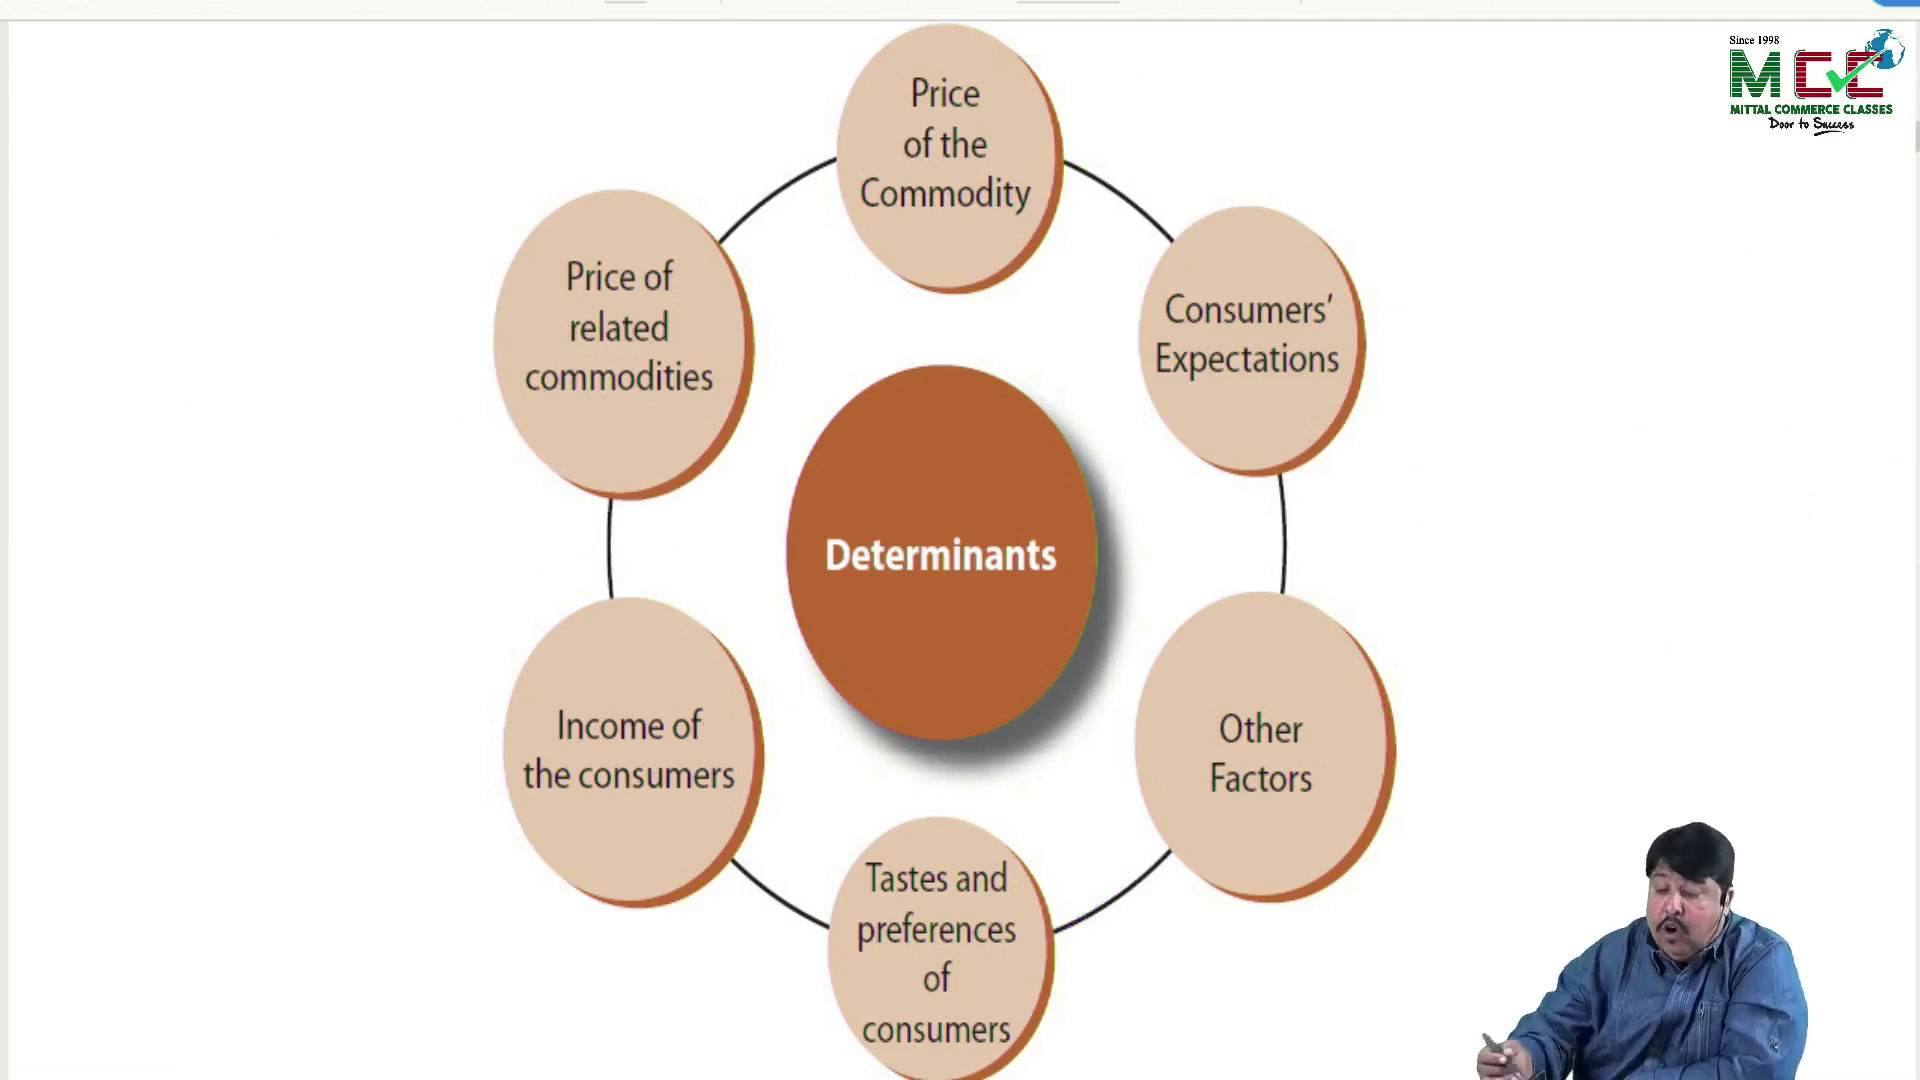 Since 1998
MCC
MITTAL COMMERCE CLASSES
Door to Success
Price
of the
Commodity
Price of
related
commodities
Consumers’
Expectations
Determinants
Income of
the consumers
Other
Factors
Tastes and
preferences
of
consumers